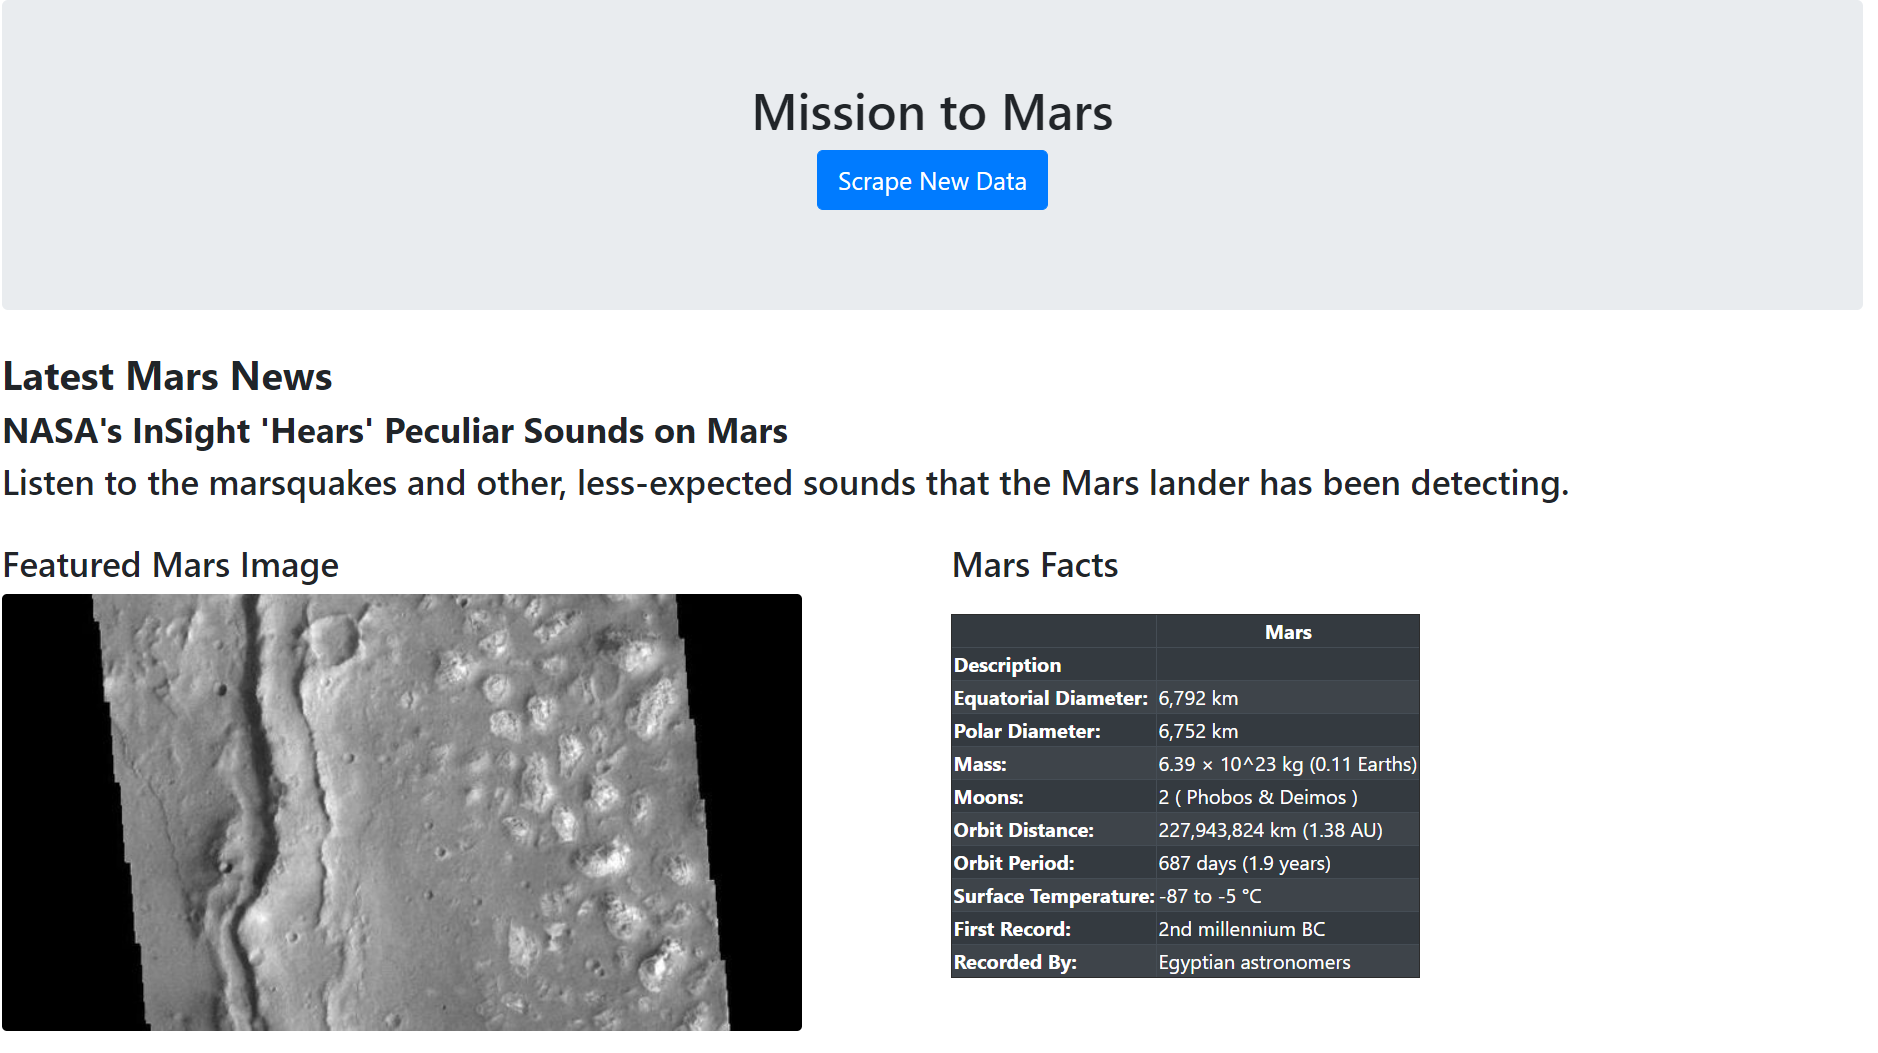 Mission to Mars
Scrape New Data
Latest Mars News
NASA's InSight 'Hears' Peculiar Sounds on Mars
Listen to the marsquakes and other, less-expected sounds that the Mars lander has been detecting.
Featured Mars Image
Mars Facts
Mars
Description
Equatorial Diameter: 6,792 km
Polar Diameter: 6,752 km
Mass: 6.39 × 10^23 kg (0.11 Earths)
Moons: 2 ( Phobos & Deimos )
Orbit Distance: 227,943,824 km (1.38 AU)
Orbit Period: 687 days (1.9 years)
Surface Temperature: -87 to -5 °C
First Record: 2nd millennium BC
Recorded By: Egyptian astronomers